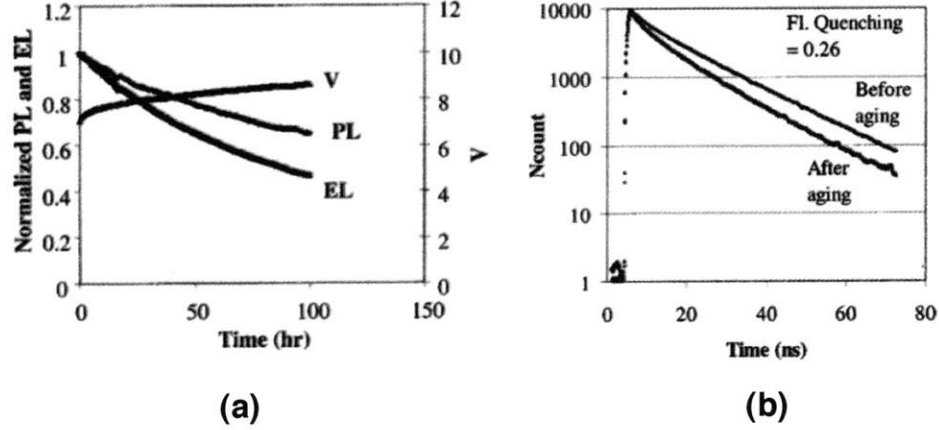 1.2
1
0.8
0.6
0.4
0.2
0
Normalized PL and EL
12
10
8
6
4
2
0
V
V
PL
EL
0
50
100
150
Time (hr)
(a)
10000
1000
100
10
1
Ncount
Fl. Quenching
= 0.26
Before
aging
After
aging
0
20
40
60
80
Time (ns)
(b)